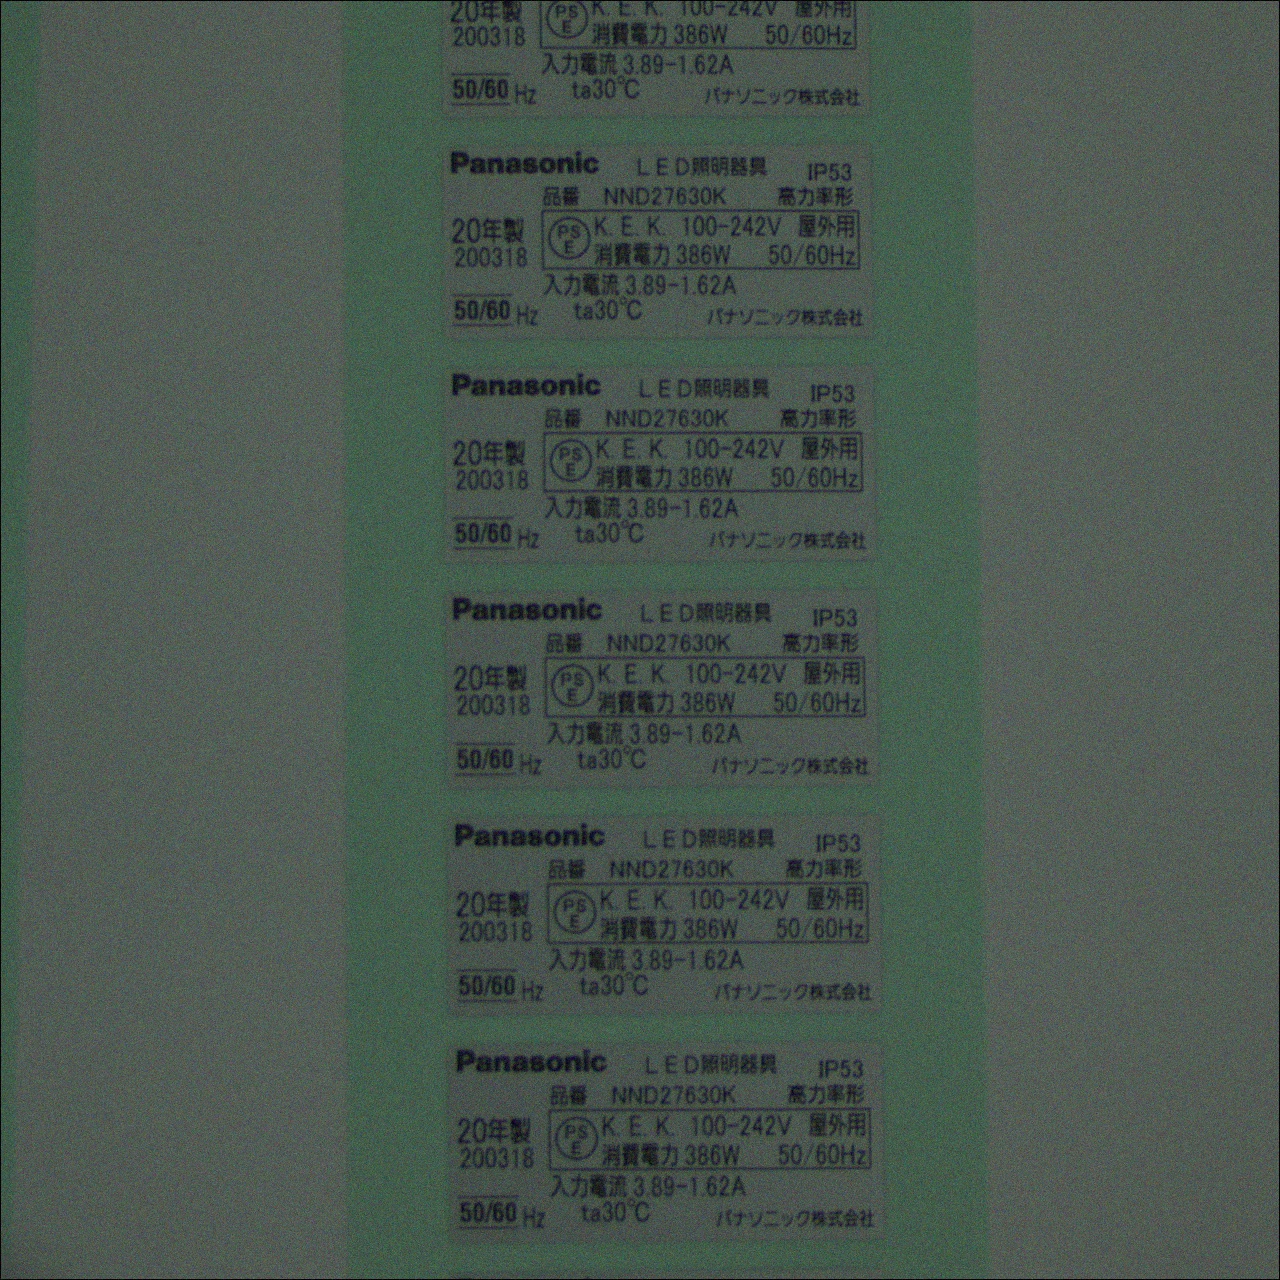 20年製 PSE K.E.K. 100-242V 屋外用
200318 消費電力 386W 50/60Hz
入力電流 3.89-1.62A
50/60 Hz ta30℃ パナソニック株式会社
Panasonic LED照明器具 IP53
品番 NND27630K 高力率形
20年製 PSE K.E.K. 100-242V 屋外用
200318 消費電力 386W 50/60Hz
入力電流 3.89-1.62A
50/60 Hz ta30℃ パナソニック株式会社
Panasonic LED照明器具 IP53
品番 NND27630K 高力率形
20年製 PSE K.E.K. 100-242V 屋外用
200318 消費電力 386W 50/60Hz
入力電流 3.89-1.62A
50/60 Hz ta30℃ パナソニック株式会社
Panasonic LED照明器具 IP53
品番 NND27630K 高力率形
20年製 PSE K.E.K. 100-242V 屋外用
200318 消費電力 386W 50/60Hz
入力電流 3.89-1.62A
50/60 Hz ta30℃ パナソニック株式会社
Panasonic LED照明器具 IP53
品番 NND27630K 高力率形
20年製 PSE K.E.K. 100-242V 屋外用
200318 消費電力 386W 50/60Hz
入力電流 3.89-1.62A
50/60 Hz ta30℃ パナソニック株式会社
Panasonic LED照明器具 IP53
品番 NND27630K 高力率形
20年製 PSE K.E.K. 100-242V 屋外用
200318 消費電力 386W 50/60Hz
入力電流 3.89-1.62A
50/60 Hz ta30℃ パナソニック株式会社